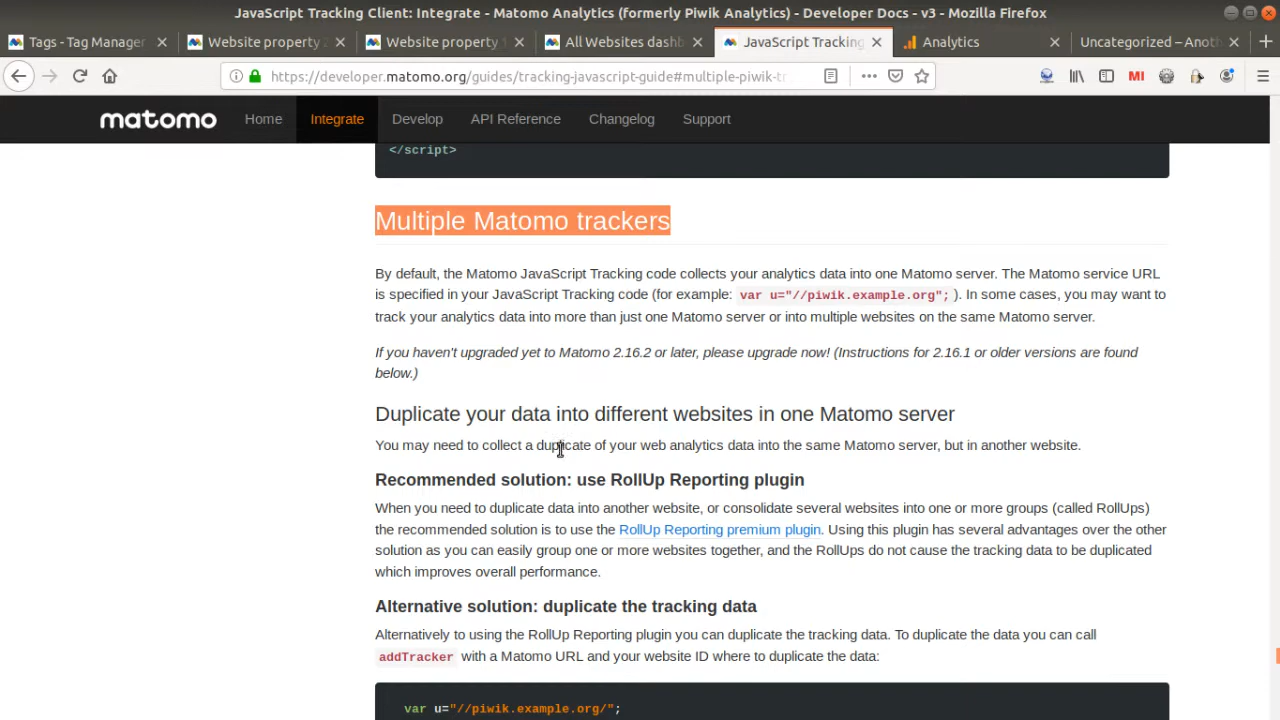 JavaScript Tracking Client: Integrate - Matomo Analytics (formerly Piwik Analytics) - Developer Docs - v3 - Mozilla Firefox
Tags - Tag Manager
Website property
Website property
All Websites dashb
JavaScript Tracking
Analytics
Uncategorized – Anoth
https://developer.matomo.org/guides/tracking-javascript-guide#multiple-piwik-tr
MI
matomo
Home
Integrate
Develop
API Reference
Changelog
Support
</script>
Multiple Matomo trackers
By default, the Matomo JavaScript Tracking code collects your analytics data into one Matomo server. The Matomo service URL
is specified in your JavaScript Tracking code (for example: var u="//piwik.example.org"; ). In some cases, you may want to
track your analytics data into more than just one Matomo server or into multiple websites on the same Matomo server.
If you haven't upgraded yet to Matomo 2.16.2 or later, please upgrade now! (Instructions for 2.16.1 or older versions are found
below.)
Duplicate your data into different websites in one Matomo server
You may need to collect a duplicate of your web analytics data into the same Matomo server, but in another website.
Recommended solution: use RollUp Reporting plugin
When you need to duplicate data into another website, or consolidate several websites into one or more groups (called RollUps)
the recommended solution is to use the RollUp Reporting premium plugin. Using this plugin has several advantages over the other
solution as you can easily group one or more websites together, and the RollUps do not cause the tracking data to be duplicated
which improves overall performance.
Alternative solution: duplicate the tracking data
Alternatively to using the RollUp Reporting plugin you can duplicate the tracking data. To duplicate the data you can call
addTracker with a Matomo URL and your website ID where to duplicate the data:
var u="//piwik.example.org/";